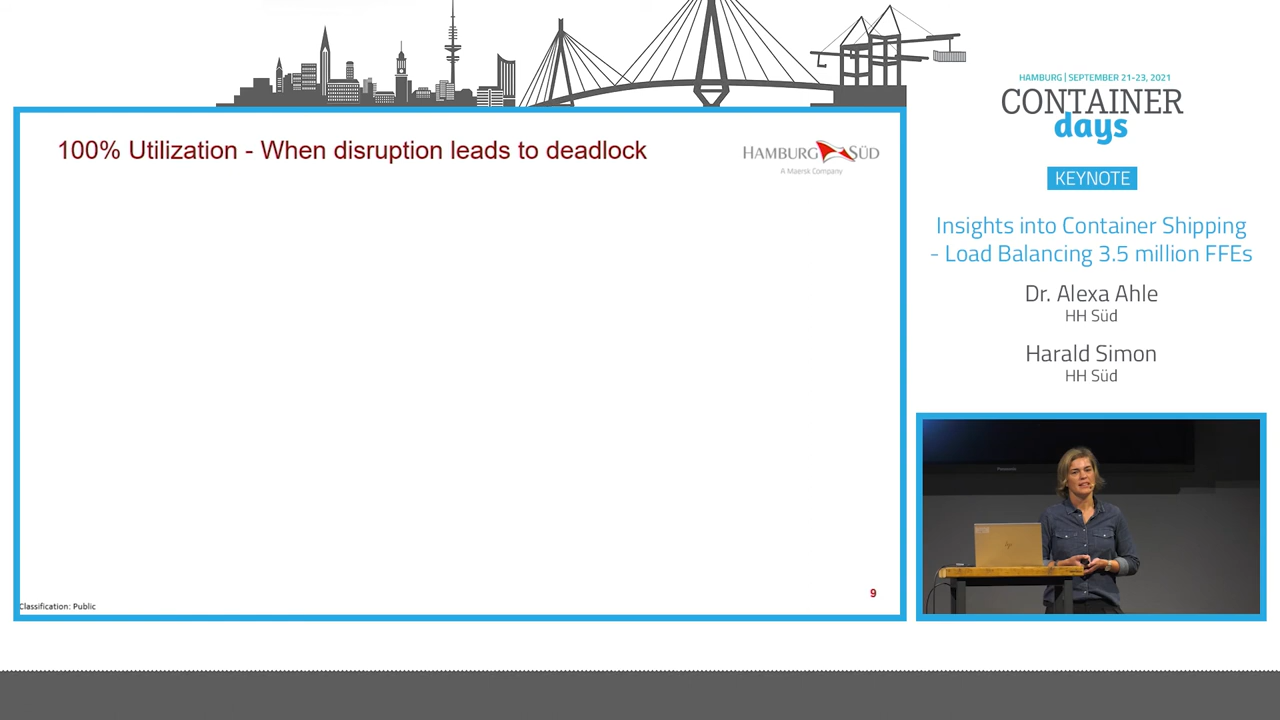 100% Utilization - When disruption leads to deadlock
HAMBURG SÜD
A Maersk Company
9
Classification: Public
HAMBURG | SEPTEMBER 21-23, 2021
CONTAINER
days
KEYNOTE
Insights into Container Shipping
- Load Balancing 3.5 million FFEs
Dr. Alexa Ahle
HH Süd
Harald Simon
HH Süd
Panasonic
hp